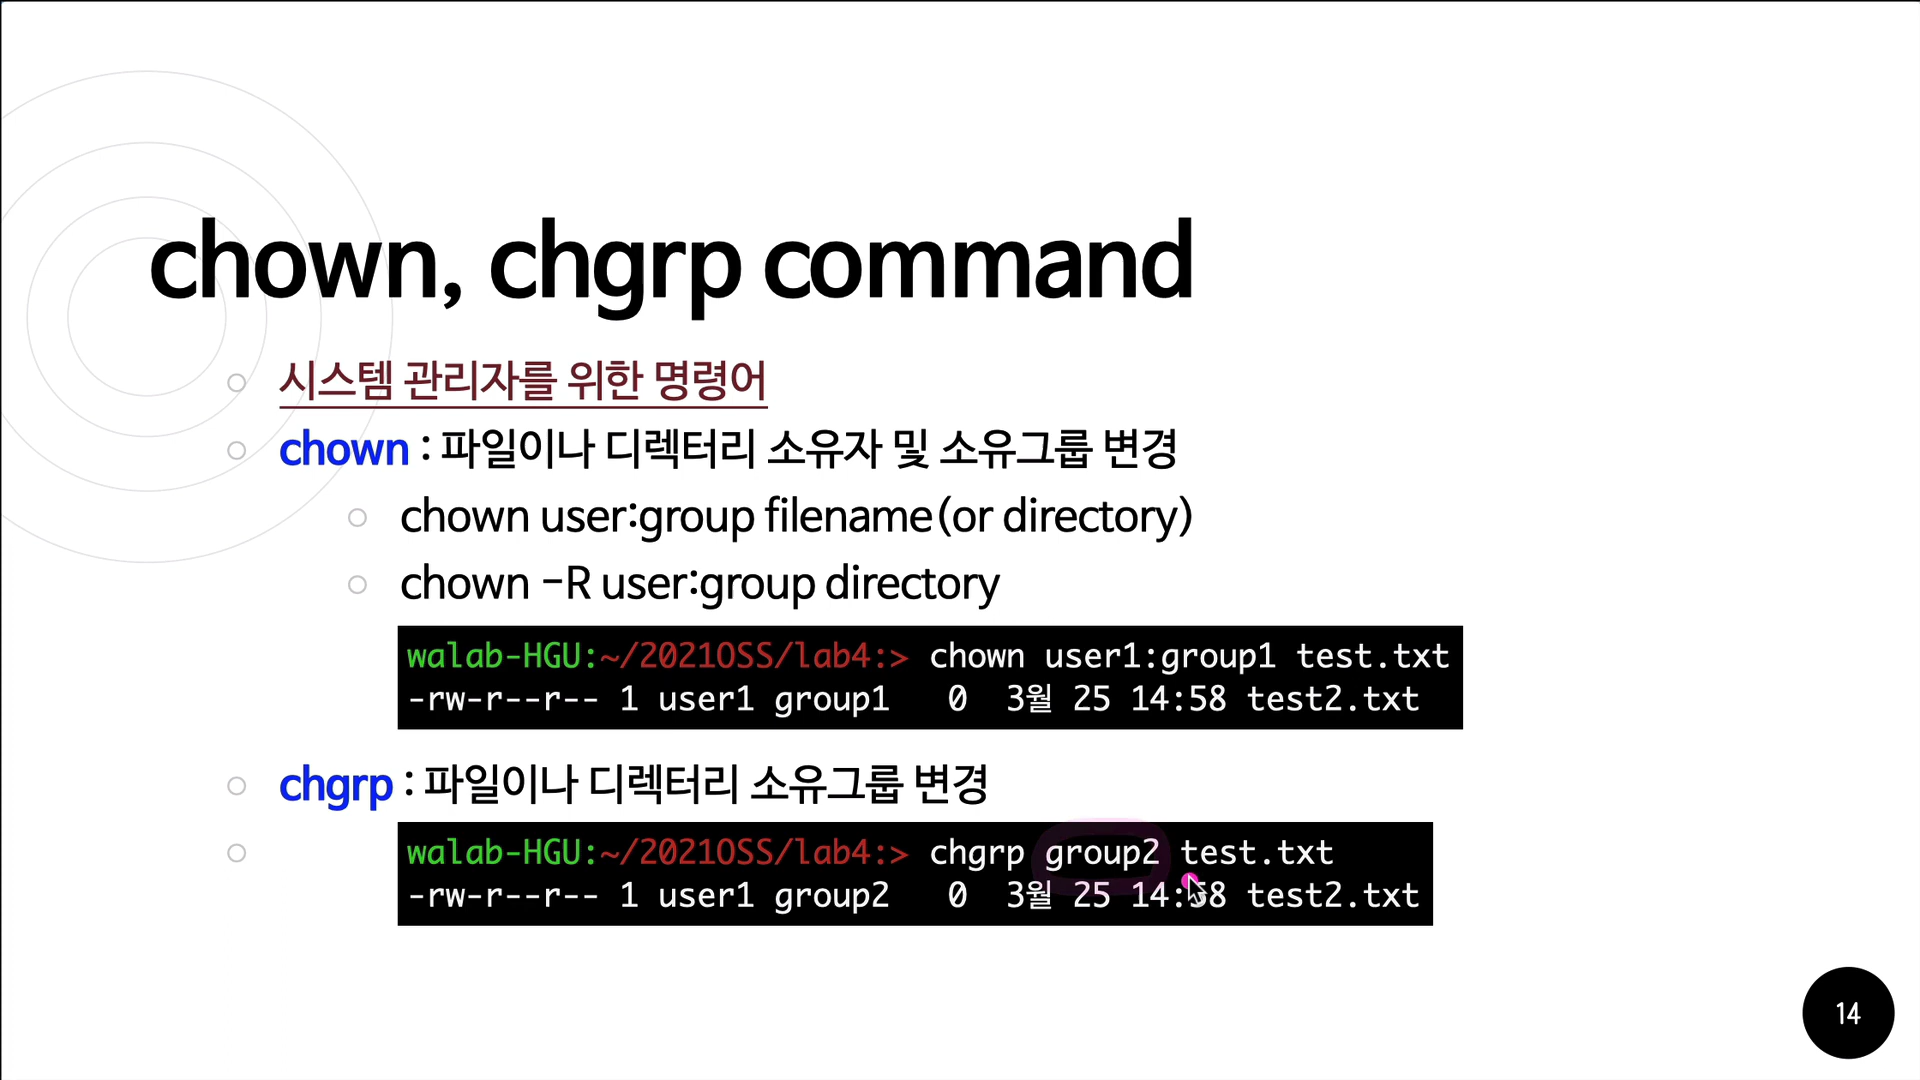 chown, chgrp command
시스템 관리자를 위한 명령어
chown : 파일이나 디렉터리 소유자 및 소유그룹 변경
chown user:group filename(or directory)
chown -R user:group directory
walab-HGU:~/2021OSS/lab4:> chown user1:group1 test.txt
-rw-r--r-- 1 user1 group1 0 3월 25 14:58 test2.txt
chgrp : 파일이나 디렉터리 소유그룹 변경
walab-HGU:~/2021OSS/lab4:> chgrp group2 test.txt
-rw-r--r-- 1 user1 group2 0 3월 25 14:58 test2.txt
14